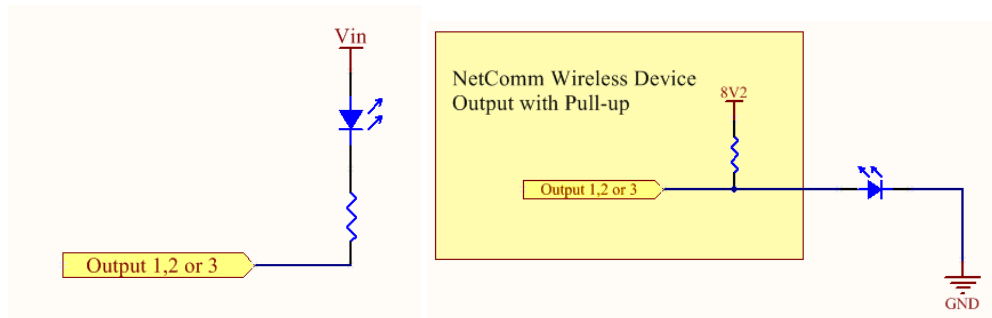 Vin
Output 1,2 or 3
NetComm Wireless Device
Output with Pull-up
8V2
Output 1,2 or 3
GND